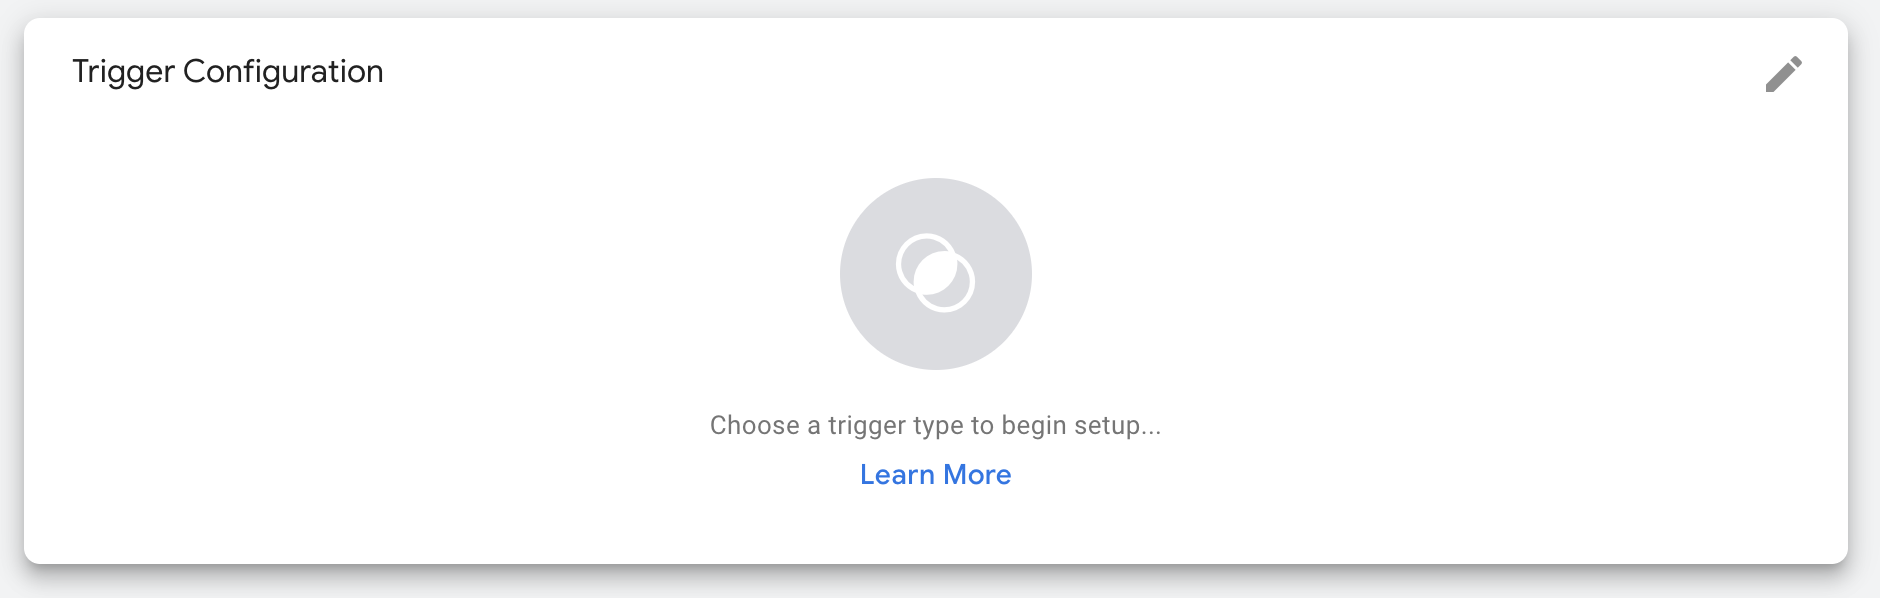 Trigger Configuration
Choose a trigger type to begin setup...
Learn More